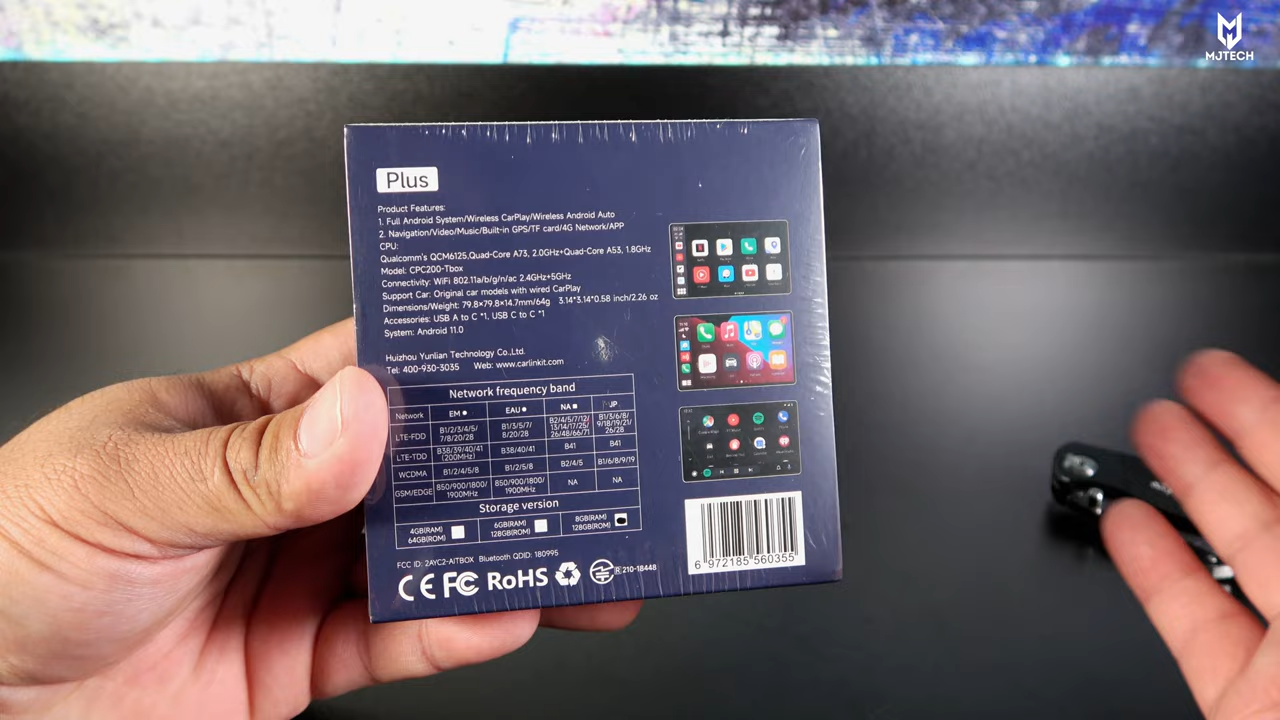 MJTECH
Plus
Product Features:
1. Full Android System/Wireless CarPlay/Wireless Android Auto
2. Navigation/Video/Music/Built-in GPS/TF card/4G Network/APP
CPU:
Qualcomm's QCM6125,Quad-Core A73, 2.0GHz+Quad-Core A53, 1.8GHz
Model: CPC200-Tbox
Connectivity: WiFi 802.11a/b/g/n/ac 2.4GHz+5GHz
Support Car: Original car models with wired CarPlay
Dimensions/Weight: 79.8*79.8*14.7mm/64g 3.14*3.14*0.58 inch/2.26 oz
Accessories: USB A to C *1, USB C to C *1
System: Android 11.0
Huizhou Yunlian Technology Co.,Ltd.
Tel: 400-930-3035 Web: www.carlinkit.com
Network frequency band
Network EM EAU NA JP
LTE-FDD B1/2/3/4/5/ 7/8/20/28 B1/3/5/7/ 8/20/28 B2/4/5/7/12/ 13/14/17/25/ 26/48/66/71 B1/3/6/8/ 9/18/19/21/ 26/28
LTE-TDD B38/39/40/41 (200MHz) B38/40/41 B41 B41
WCDMA B1/2/4/5/8 B1/2/5/8 B2/4/5 B1/6/8/9/19
GSM/EDGE 850/900/1800/ 1900MHz 850/900/1800/ 1900MHz NA NA
Storage version
4GB(RAM) 6GB(RAM) 8GB(RAM)
64GB(ROM) 128GB(ROM) 128GB(ROM)
FCC ID: 2AYC2-AITBOX Bluetooth QDID: 180995
CE FC RoHS R 210-18448
6 972185 560355